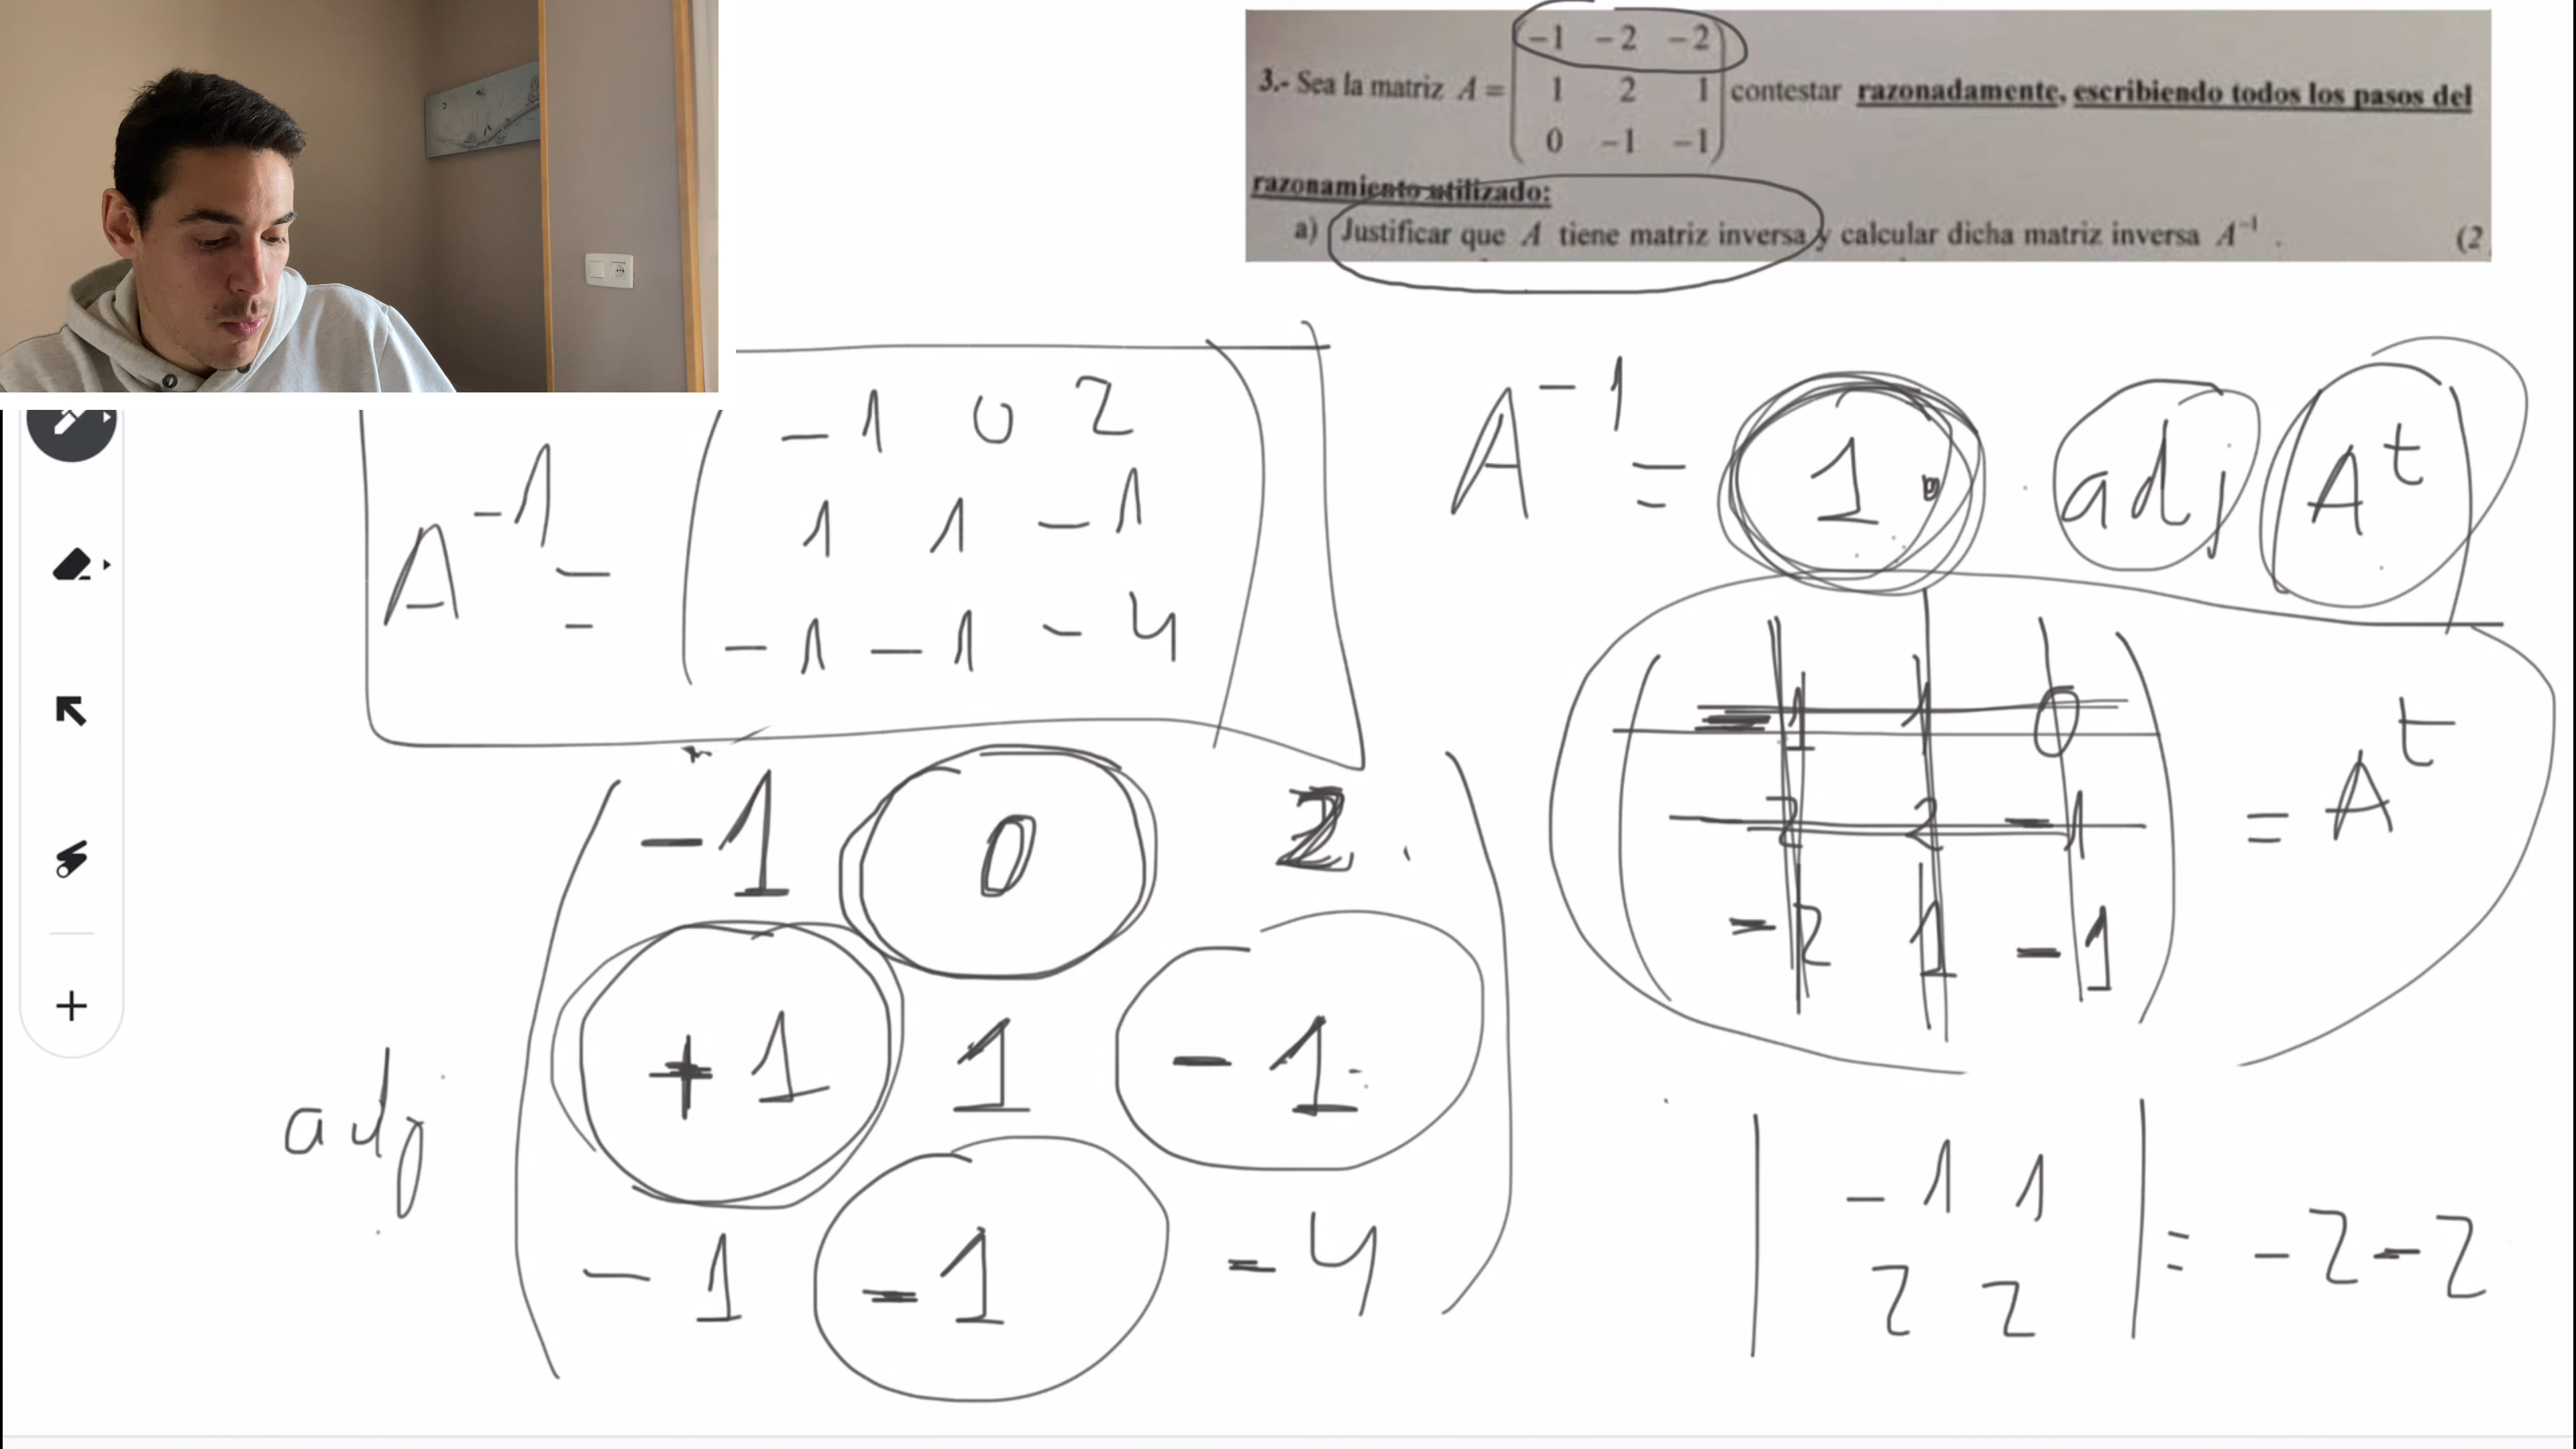 3.- Sea la matriz A = ( -1 -2 -2
1 2 1 contestar razonadamente, escribiendo todos los pasos del
0 -1 -1 )
razonamiento utilizado:
a) Justificar que A tiene matriz inversa y calcular dicha matriz inversa A⁻¹ . (2
A⁻¹ = ( -1 0 2
1 1 -1
-1 -1 -4 )
A⁻¹ = 1 · adj A^t
( -1 1 0
-2 2 -1 = A^t
-2 1 -1 )
adj ( -1 0 2
+1 1 -1
-1 -1 -4 )
| -1 1
2 2 | = -2-2